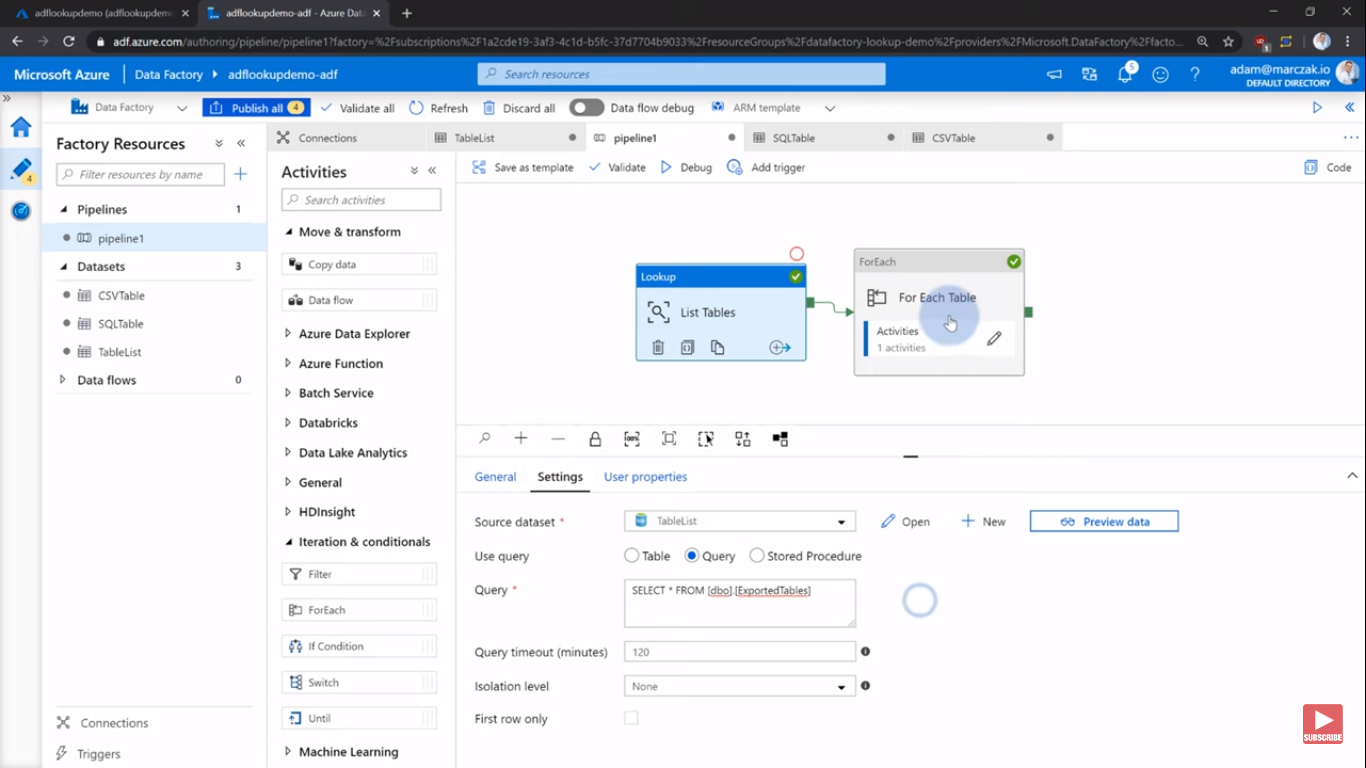 adflookupdemo (adflookupdemo
adflookupdemo-adf - Azure Data
adf.azure.com/authoring/pipeline/pipeline1?factory=%2Fsubscriptions%2F1a2cde19-3af3-4c1d-b5fc-37d7704b9033%2FresourceGroups%2Fdatafactory-lookup-demo%2Fproviders%2FMicrosoft.DataFactory%2Ffacto...
Microsoft Azure
Data Factory
adflookupdemo-adf
Search resources
5
adam@marczak.io
DEFAULT DIRECTORY
Data Factory
Publish all 4
Validate all
Refresh
Discard all
Data flow debug
ARM template
4
Factory Resources
Filter resources by name
Pipelines 1
pipeline1
Datasets 3
CSVTable
SQLTable
TableList
Data flows 0
Connections
Triggers
Connections
TableList
pipeline1
SQLTable
CSVTable
Activities
Search activities
Move & transform
Copy data
Data flow
Azure Data Explorer
Azure Function
Batch Service
Databricks
Data Lake Analytics
General
HDInsight
Iteration & conditionals
Filter
ForEach
If Condition
Switch
Until
Machine Learning
Save as template
Validate
Debug
Add trigger
Code
Lookup
List Tables
ForEach
For Each Table
Activities
1 activities
General
Settings
User properties
Source dataset *
TableList
Open
New
Preview data
Use query
Table
Query
Stored Procedure
Query *
SELECT * FROM [dbo].[ExportedTables]
Query timeout (minutes)
120
Isolation level
None
First row only
SUBSCRIBE